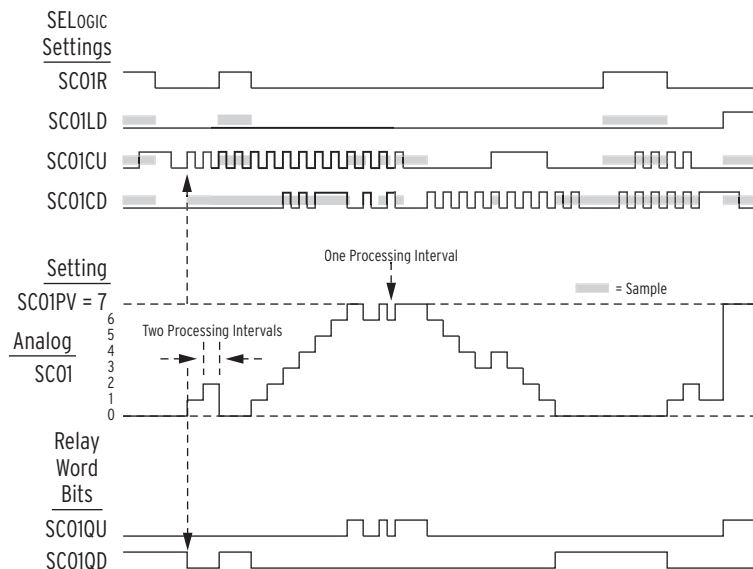 SELOGIC
Settings
SC01R
SC01LD
SC01CU
SC01CD
Setting
One Processing Interval
SC01PV = 7
= Sample
6
Two Processing Intervals
5
Analog
4
SC01
3
2
1
0
Relay
Word
Bits
SC01QU
SC01QD